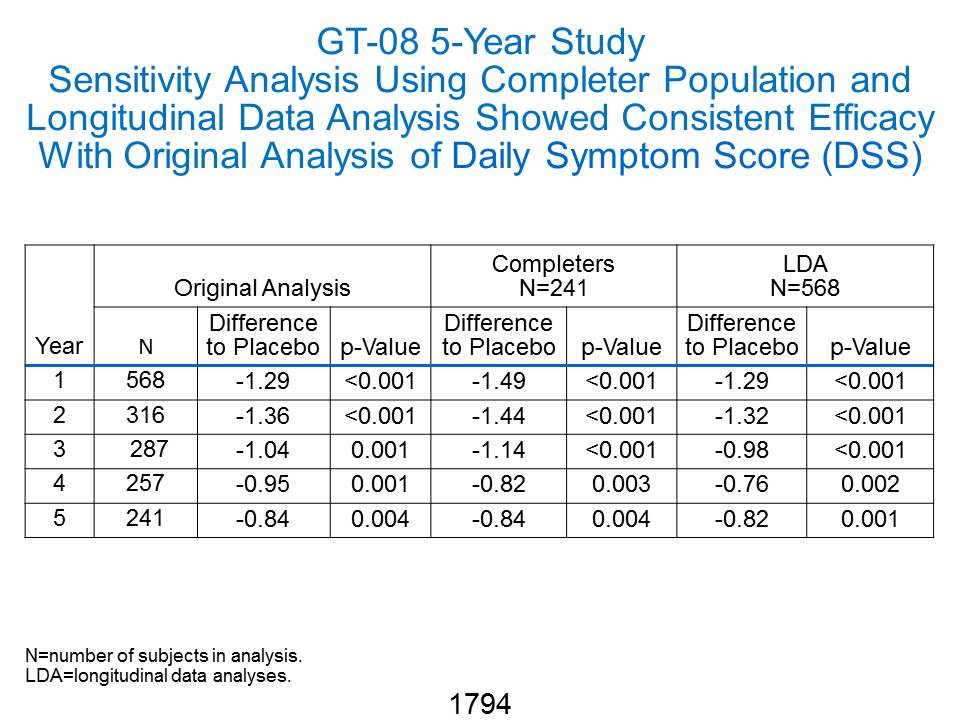 GT-08 5-Year Study
Sensitivity Analysis Using Completer Population and
Longitudinal Data Analysis Showed Consistent Efficacy
With Original Analysis of Daily Symptom Score (DSS)
Year Original Analysis Completers N=241 LDA N=568
N Difference to Placebo p-Value Difference to Placebo p-Value Difference to Placebo p-Value
1 568 -1.29 <0.001 -1.49 <0.001 -1.29 <0.001
2 316 -1.36 <0.001 -1.44 <0.001 -1.32 <0.001
3 287 -1.04 0.001 -1.14 <0.001 -0.98 <0.001
4 257 -0.95 0.001 -0.82 0.003 -0.76 0.002
5 241 -0.84 0.004 -0.84 0.004 -0.82 0.001
N=number of subjects in analysis.
LDA=longitudinal data analyses.
1794